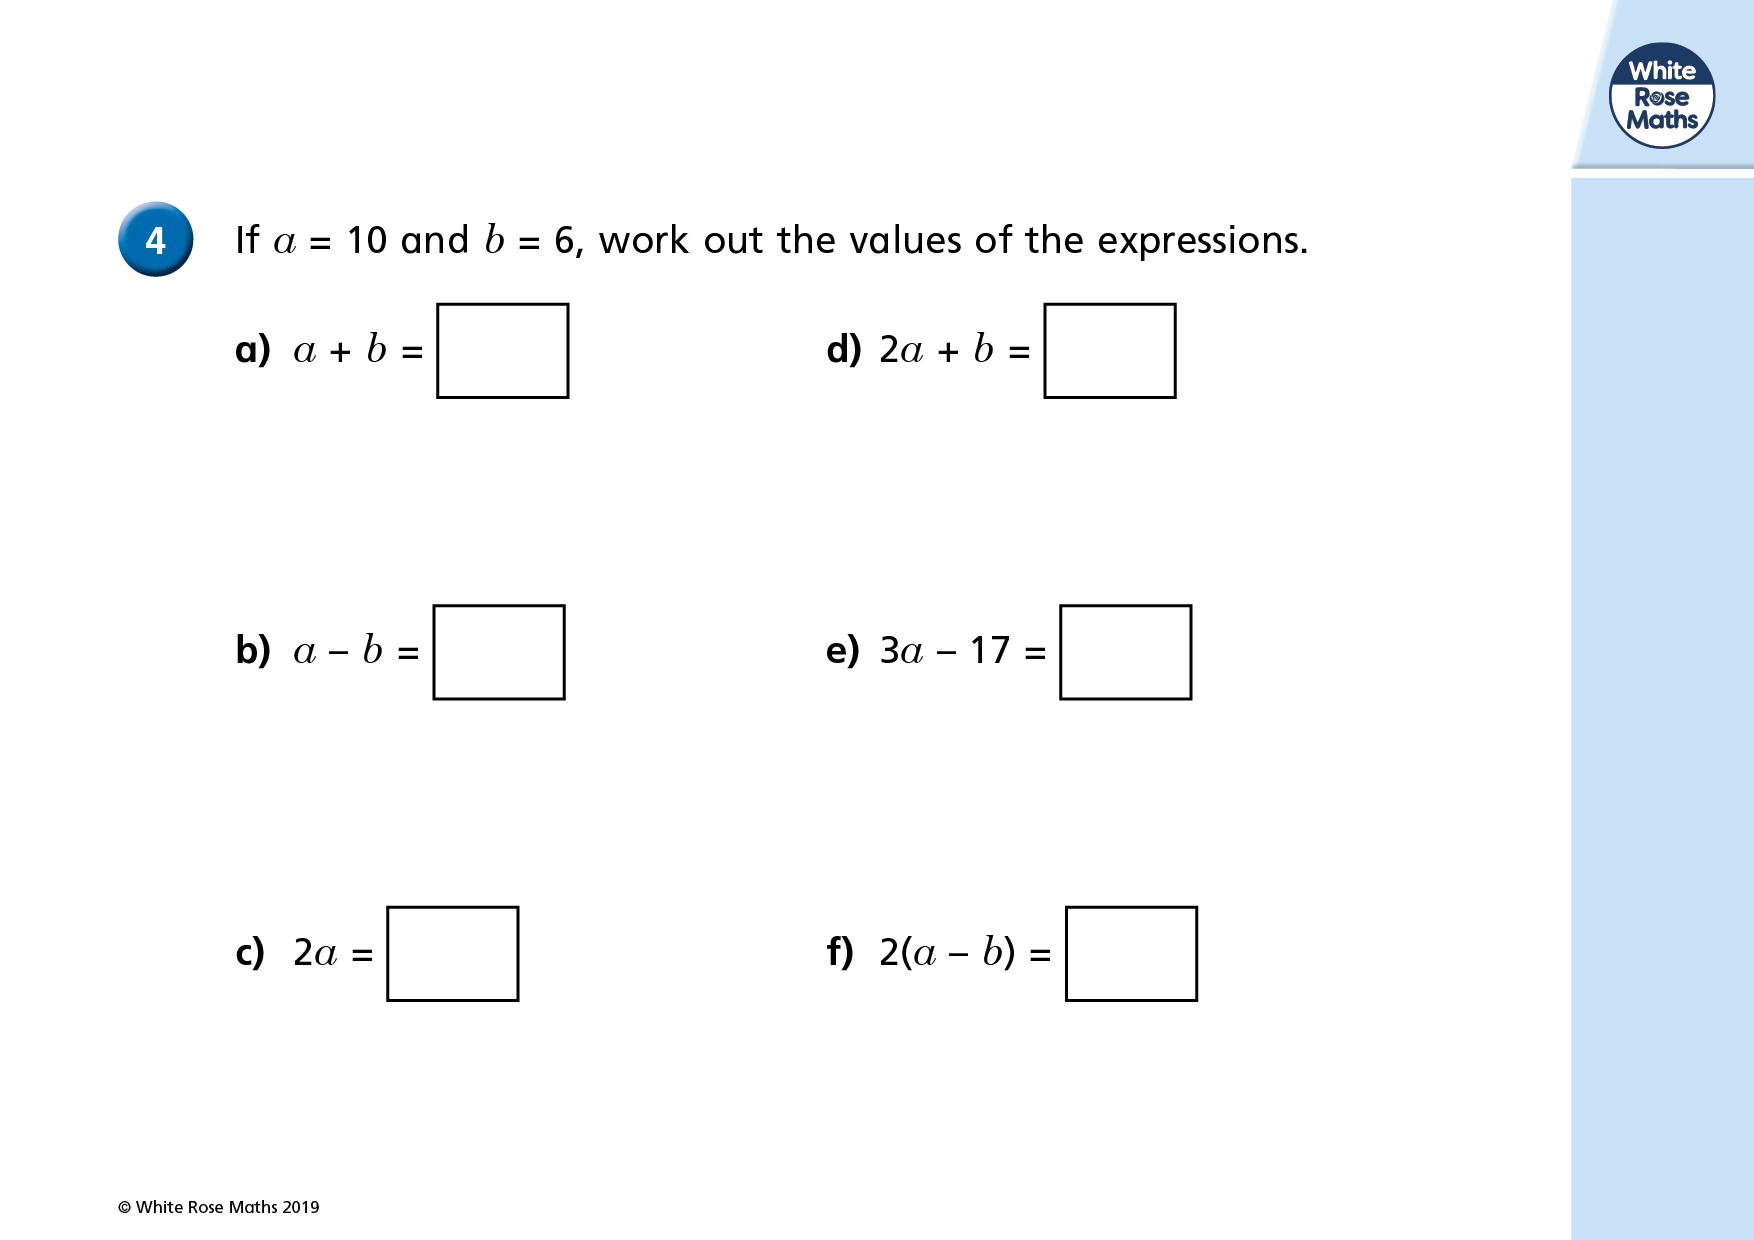 White
Rose
Maths
4 If a = 10 and b = 6, work out the values of the expressions.
a) a + b =
d) 2a + b =
b) a – b =
e) 3a – 17 =
c) 2a =
f) 2(a – b) =
© White Rose Maths 2019